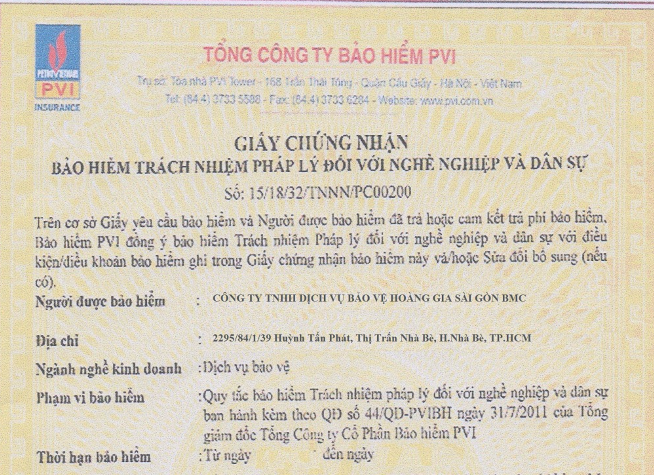 PETROVIETNAM
PVI
INSURANCE
TỔNG CÔNG TY BẢO HIỂM PVI
Trụ sở: Tòa nhà PVI Tower - 168 Trần Thái Tông - Quận Cầu Giấy - Hà Nội - Việt Nam
Tel: (84.4) 3733 5588 - Fax: (84.4) 3733 6284 - Website: www.pvi.com.vn
GIẤY CHỨNG NHẬN
BẢO HIỂM TRÁCH NHIỆM PHÁP LÝ ĐỐI VỚI NGHỀ NGHIỆP VÀ DÂN SỰ
Số: 15/18/32/TNNN/PC00200
Trên cơ sở Giấy yêu cầu bảo hiểm và Người được bảo hiểm đã trả hoặc cam kết trả phí bảo hiểm,
Bảo hiểm PVI đồng ý bảo hiểm Trách nhiệm Pháp lý đối với nghề nghiệp và dân sự với điều
kiện/điều khoản bảo hiểm ghi trong Giấy chứng nhận bảo hiểm này và/hoặc Sửa đổi bổ sung (nếu
có).
Người được bảo hiểm : CÔNG TY TNHH DỊCH VỤ BẢO VỆ HOÀNG GIA SÀI GÒN BMC
Địa chỉ : 2295/84/1/39 Huỳnh Tấn Phát, Thị Trấn Nhà Bè, H.Nhà Bè, TP.HCM
Ngành nghề kinh doanh : Dịch vụ bảo vệ
Phạm vi bảo hiểm : Quy tắc bảo hiểm Trách nhiệm pháp lý đối với nghề nghiệp và dân sự
ban hành kèm theo QĐ số 44/QĐ-PVIBH ngày 31/7/2011 của Tổng
giám đốc Tổng Công ty Cổ Phần Bảo hiểm PVI
Thời hạn bảo hiểm : Từ ngày đến ngày